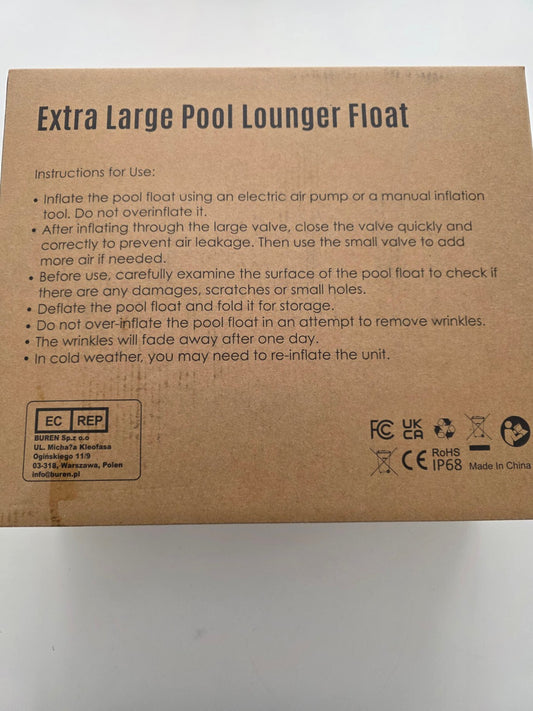 Extra Large Pool Lounger Float
Instructions for Use:
• Inflate the pool float using an electric air pump or a manual inflation
tool. Do not overinflate it.
• After inflating through the large valve, close the valve quickly and
correctly to prevent air leakage. Then use the small valve to add
more air if needed.
• Before use, carefully examine the surface of the pool float to check if
there are any damages, scratches or small holes.
• Deflate the pool float and fold it for storage.
• Do not over-inflate the pool float in an attempt to remove wrinkles.
• The wrinkles will fade away after one day.
• In cold weather, you may need to re-inflate the unit.
EC REP
BUREN Sp.z o.o
UL. Micha?a Kleofasa
Ogińskiego 11/9
03-318, Warszawa, Polen
info@buren.pl
FC UK
CA
CE RoHS
IP68 Made In China